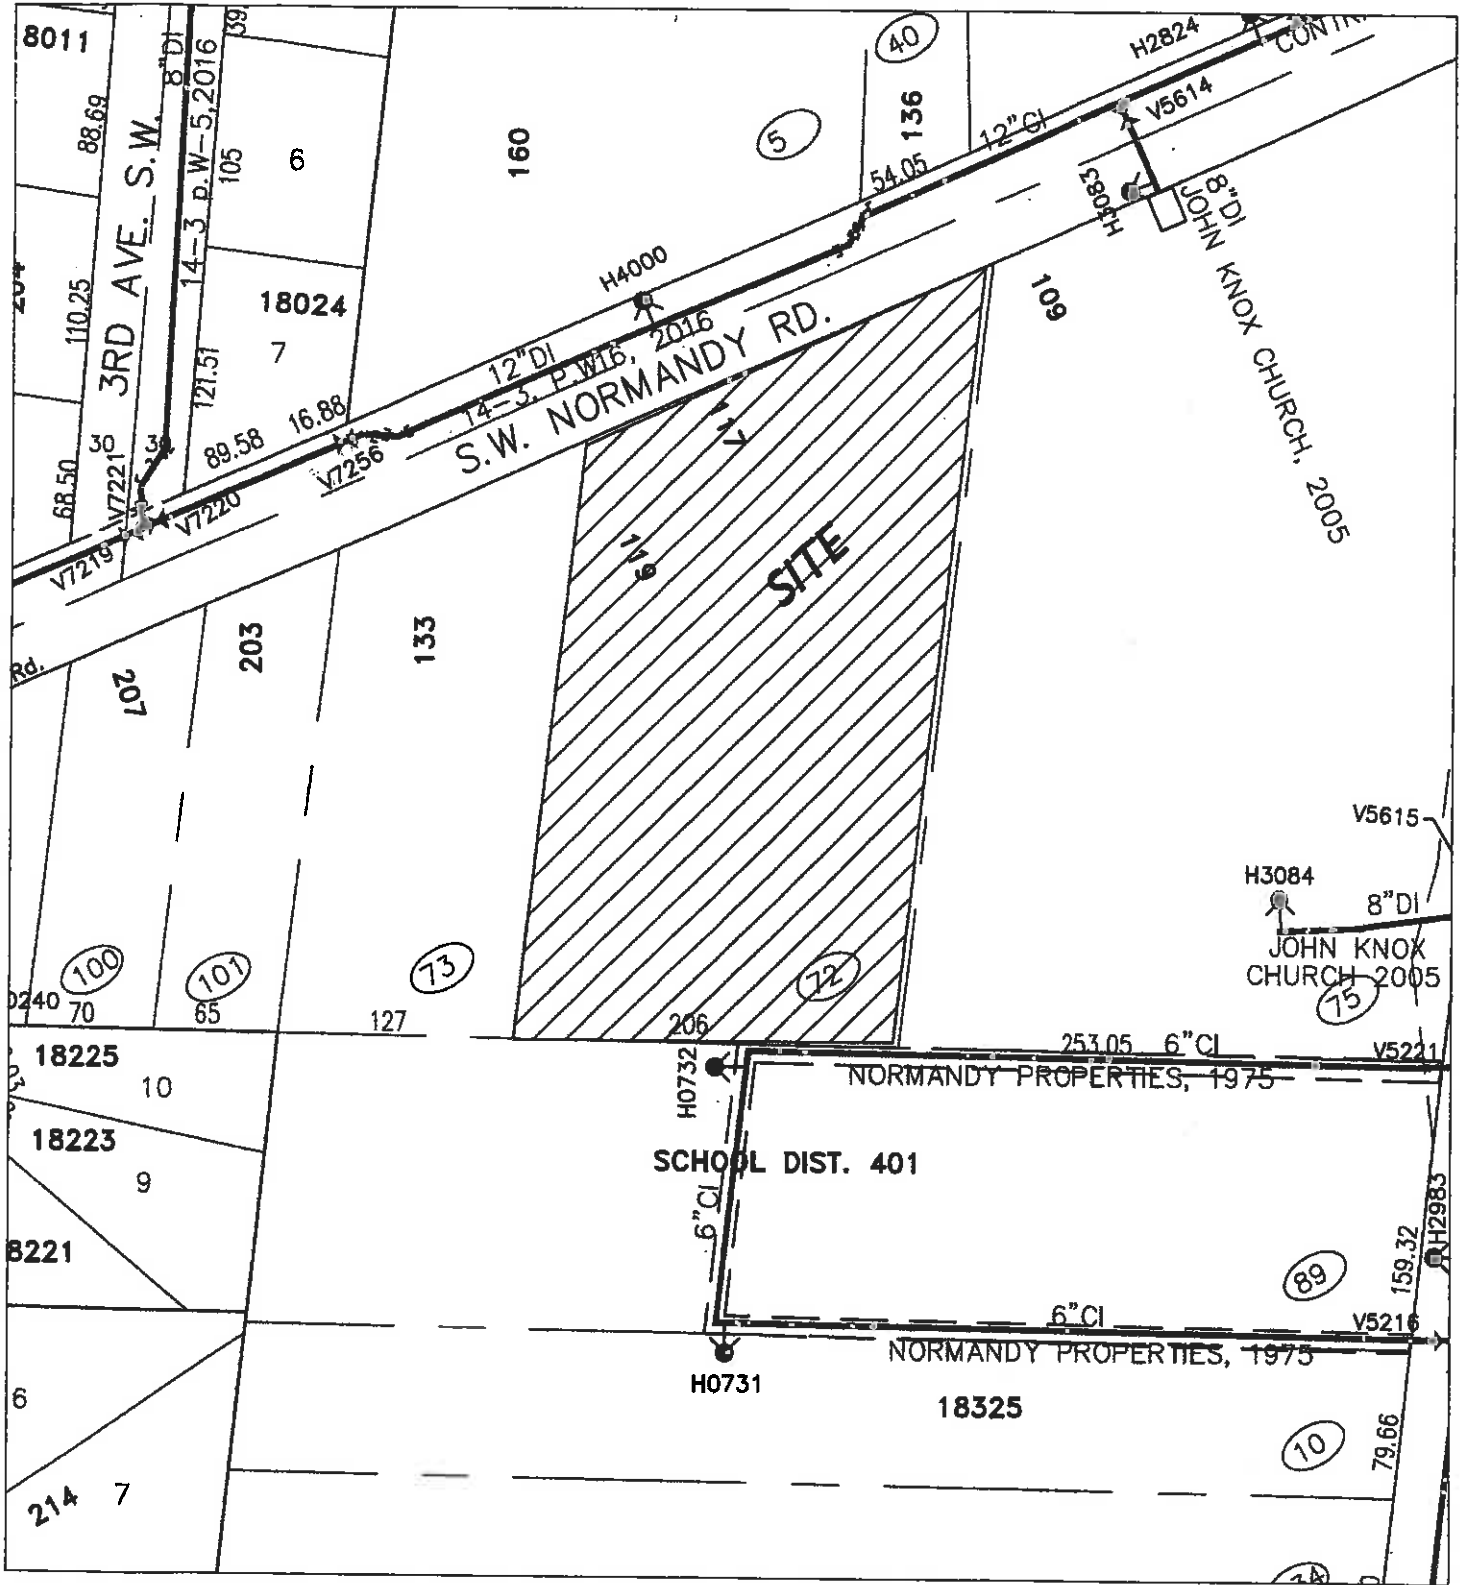 8011
39
8"DI
40
H2824
88.69
3RD AVE. S.W.
14-3 p.W-5,2016
105
6
160
5
136
12"CI
V5614
54.05
H3083
8"DI
JOHN KNOX CHURCH, 2005
H4000
109
110.25
18024
7
121.51
12"DI
14-3, P.W16, 2016
S.W. NORMANDY RD.
117
16.88
89.58
30
68.50
V7221
V7256
V7220
V7219
119
SITE
Rd.
207
203
133
V5615
H3084
8"DI
JOHN KNOX
CHURCH 2005
100
101
73
72
75
70
65
127
206
253.05
6"CI
V5221
NORMANDY PROPERTIES, 1975
H0732
18225
10
18223
9
SCHOOL DIST. 401
6"CI
H2983
159.32
8221
89
6"CI
V5216
NORMANDY PROPERTIES, 1975
H0731
18325
6
10
79.66
214
7